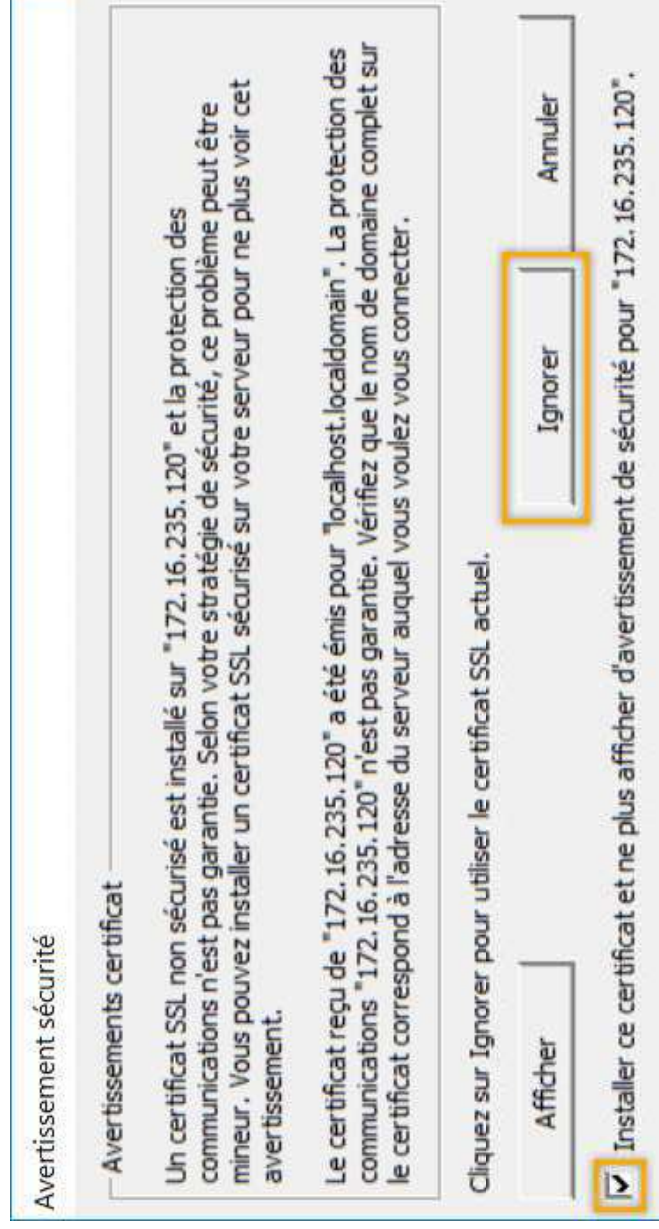 Avertissement sécurité
Avertissements certificat
Un certificat SSL non sécurisé est installé sur "172.16.235.120" et la protection des
communications n'est pas garantie. Selon votre stratégie de sécurité, ce problème peut être
mineur. Vous pouvez installer un certificat SSL sécurisé sur votre serveur pour ne plus voir cet
avertissement.
Le certificat reçu de "172.16.235.120" a été émis pour "localhost.localdomain". La protection des
communications "172.16.235.120" n'est pas garantie. Vérifiez que le nom de domaine complet sur
le certificat correspond à l'adresse du serveur auquel vous voulez vous connecter.
Cliquez sur Ignorer pour utiliser le certificat SSL actuel.
Afficher Ignorer Annuler
Installer ce certificat et ne plus afficher d'avertissement de sécurité pour "172.16.235.120".